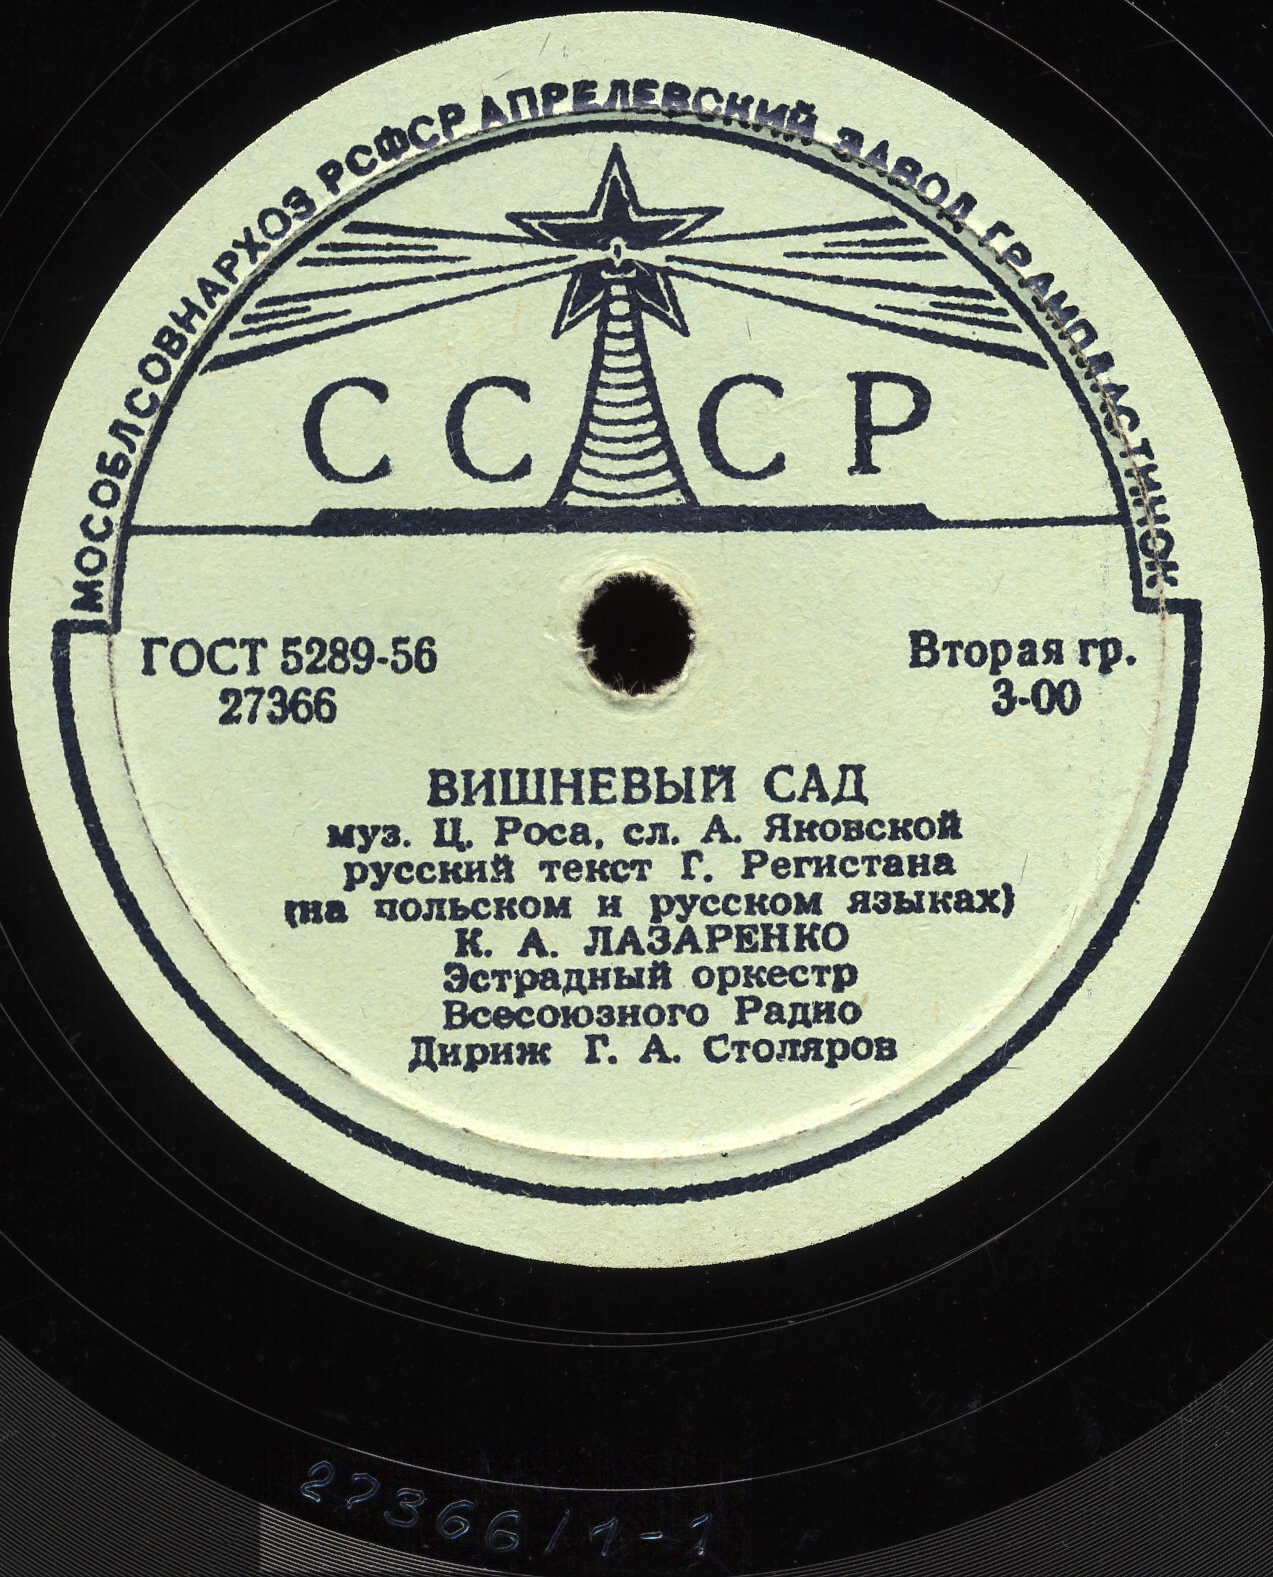 МОСОБЛСОВНАРХОЗ РСФСР АПРЕЛЕВСКИЙ ЗАВОД ГРАМПЛАСТИНОК
СССР
ГОСТ 5289-56
27366
Вторая гр.
3-00
ВИШНЕВЫЙ САД
муз. Ц. Роса, сл. А. Яковской
русский текст Г. Регистана
(на польском и русском языках)
К. А. ЛАЗАРЕНКО
Эстрадный оркестр
Всесоюзного Радио
Дириж Г. А. Столяров
27366/1-1